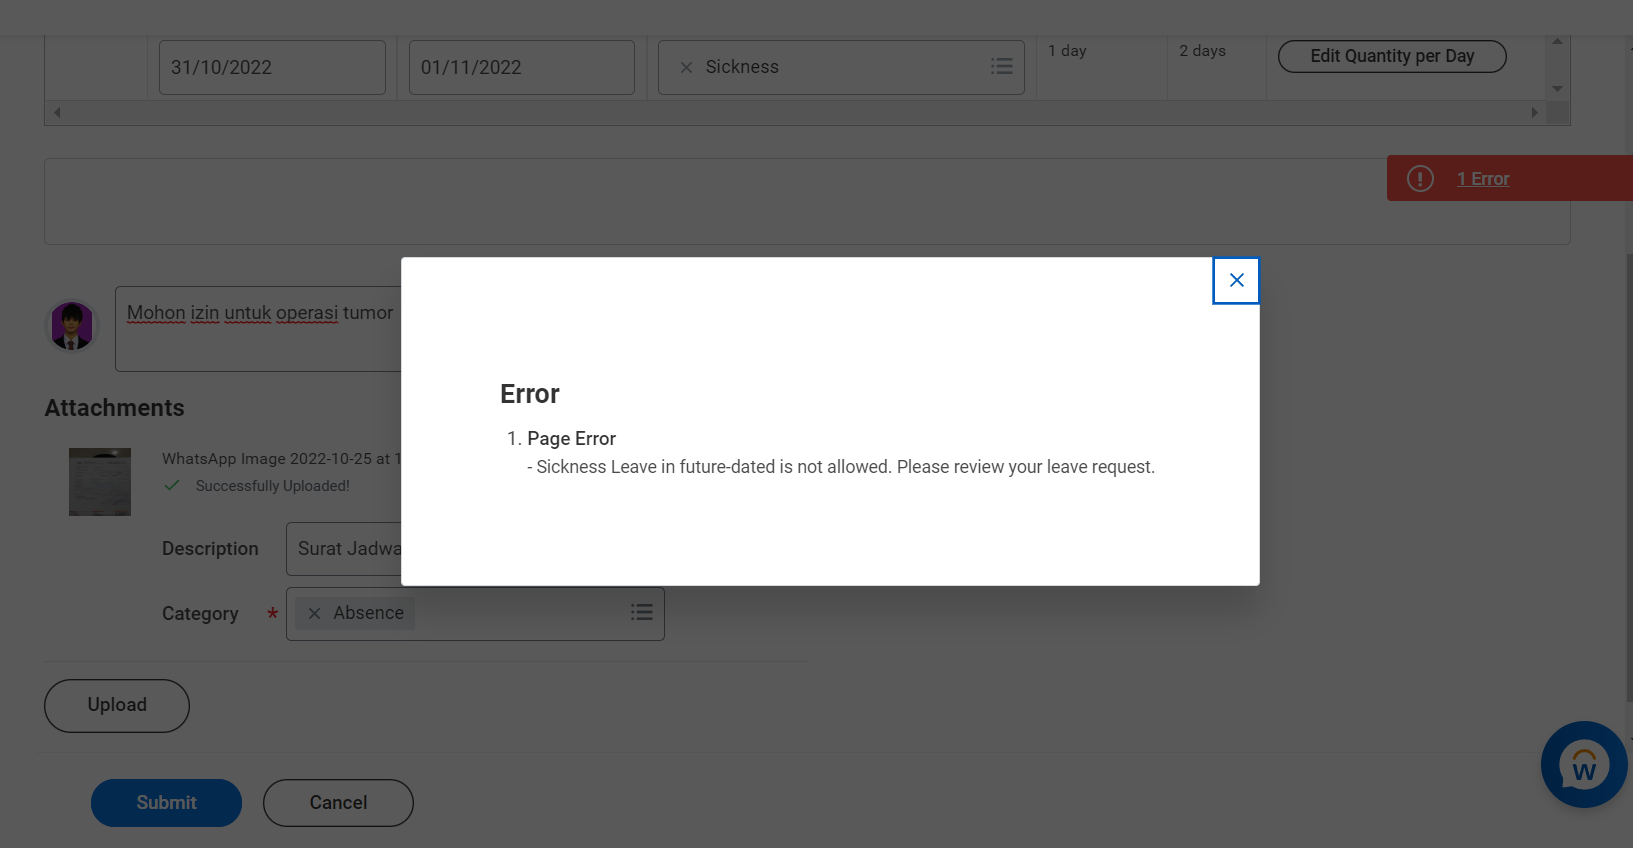 31/10/2022 01/11/2022 Sickness 1 day 2 days Edit Quantity per Day
1 Error
Mohon izin untuk operasi tumor
Error
1. Page Error
- Sickness Leave in future-dated is not allowed. Please review your leave request.
Attachments
WhatsApp Image 2022-10-25 at 1
Successfully Uploaded!
Description Surat Jadwa
Category * Absence
Upload
Submit Cancel
W